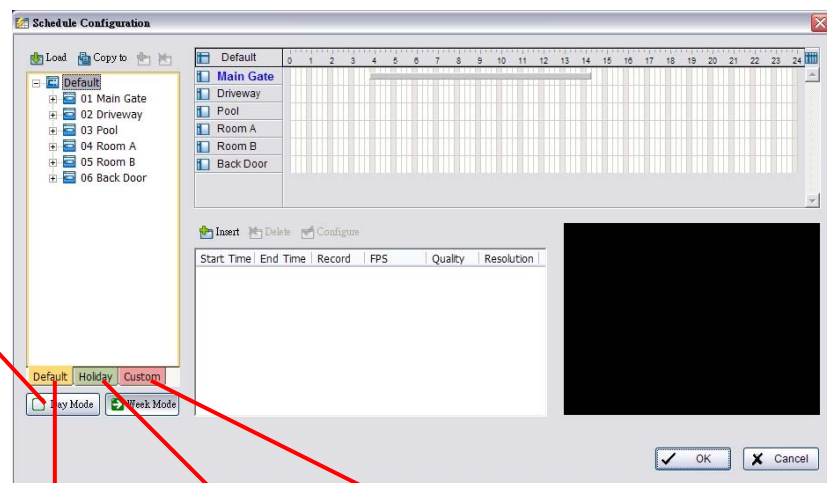 Schedule Configuration
Load Copy to
Default
01 Main Gate
02 Driveway
03 Pool
04 Room A
05 Room B
06 Back Door
Default Holiday Custom
Day Mode Week Mode
Default 0 1 2 3 4 5 6 7 8 9 10 11 12 13 14 15 16 17 18 19 20 21 22 23 24
Main Gate
Driveway
Pool
Room A
Room B
Back Door
Insert Delete Configure
Start Time End Time Record FPS Quality Resolution
OK Cancel